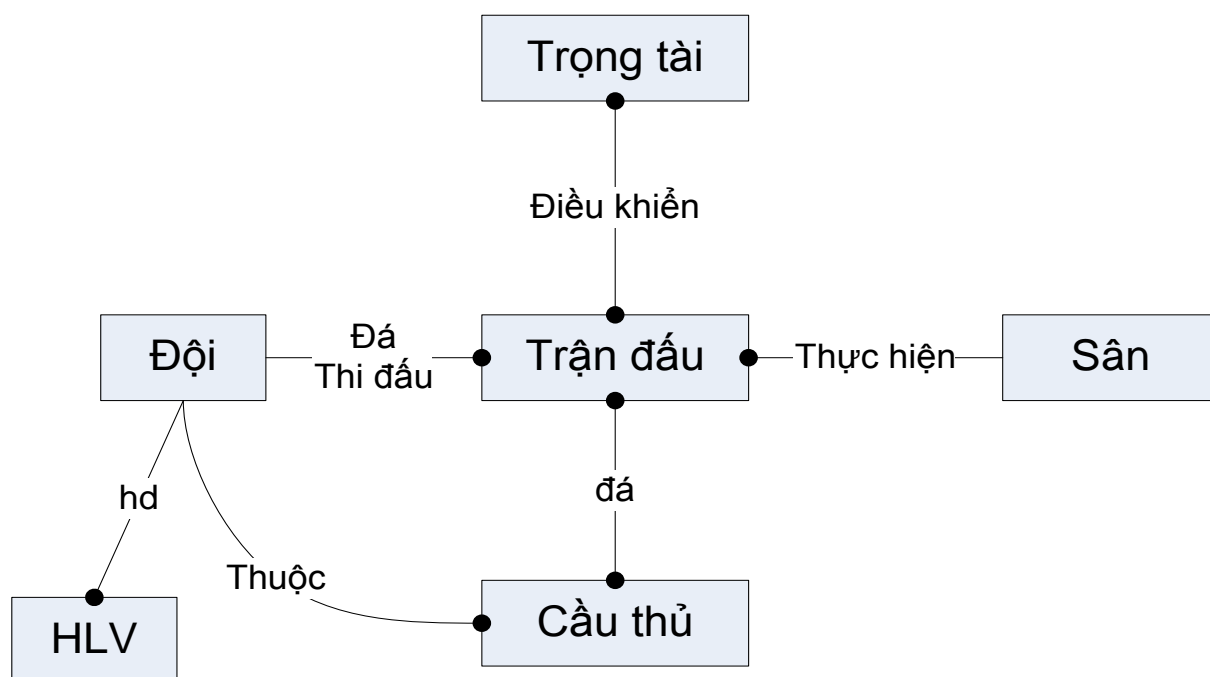 Trọng tài
Điều khiển
Đội
Đá
Thi đấu
Trận đấu
Thực hiện
Sân
hd
đá
Thuộc
HLV
Cầu thủ